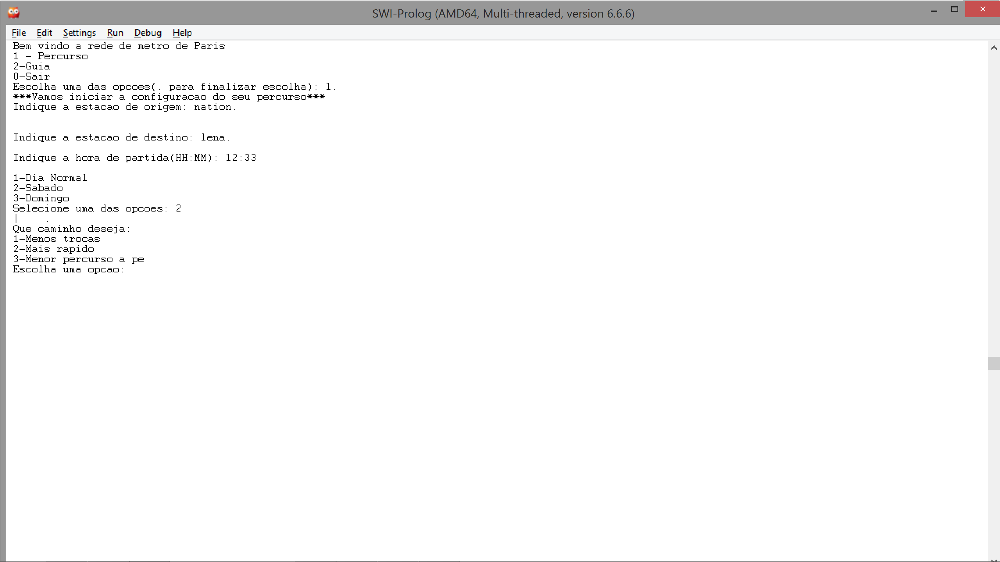 SWI-Prolog (AMD64, Multi-threaded, version 6.6.6)
File Edit Settings Run Debug Help
Bem vindo a rede de metro de Paris
1 - Percurso
2-Guia
0-Sair
Escolha uma das opcoes(. para finalizar escolha): 1.
***Vamos iniciar a configuracao do seu percurso***
Indique a estacao de origem: nation.
Indique a estacao de destino: lena.
Indique a hora de partida(HH:MM): 12:33
1-Dia Normal
2-Sabado
3-Domingo
Selecione uma das opcoes: 2
|     .
Que caminho deseja:
1-Menos trocas
2-Mais rapido
3-Menor percurso a pe
Escolha uma opcao: